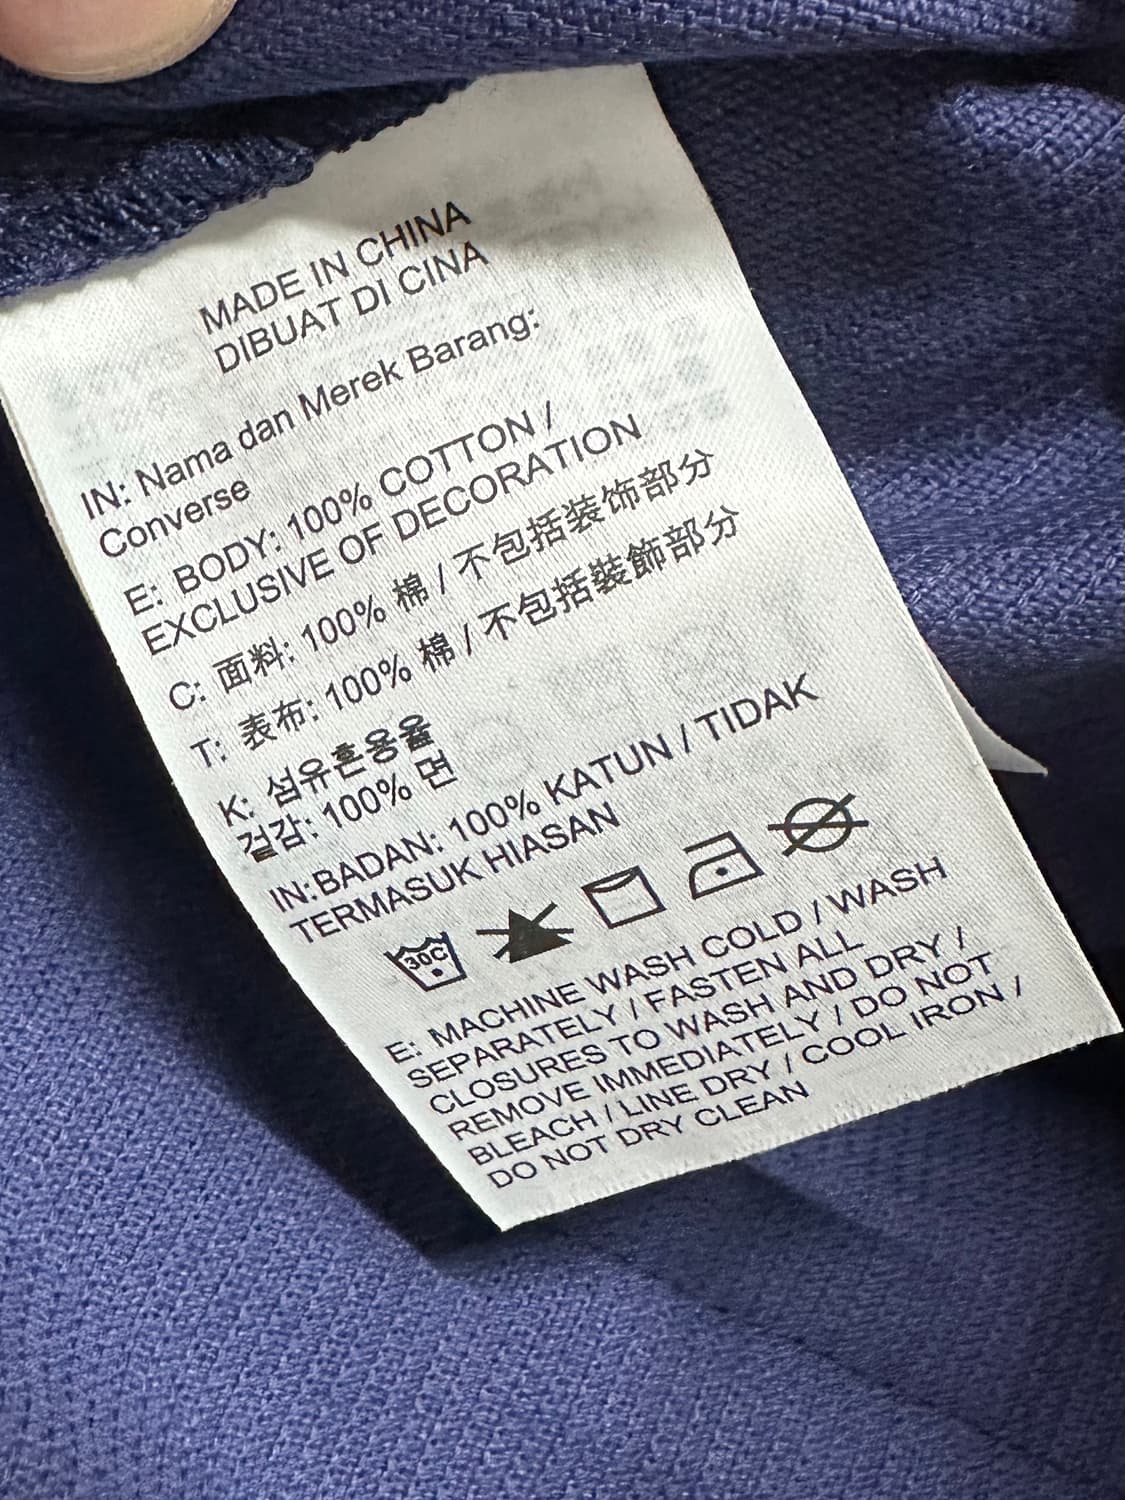 MADE IN CHINA
DIBUAT DI CINA
IN: Nama dan Merek Barang:
Converse
E: BODY: 100% COTTON /
EXCLUSIVE OF DECORATION
C: 面料: 100% 棉 / 不包括装饰部分
T: 表布: 100% 棉 / 不包括裝飾部分
K: 섬유혼용율
겉감: 100% 면
IN:BADAN: 100% KATUN / TIDAK
TERMASUK HIASAN
30C
E: MACHINE WASH COLD / WASH
SEPARATELY / FASTEN ALL
CLOSURES TO WASH AND DRY /
REMOVE IMMEDIATELY / DO NOT
BLEACH / LINE DRY / COOL IRON /
DO NOT DRY CLEAN